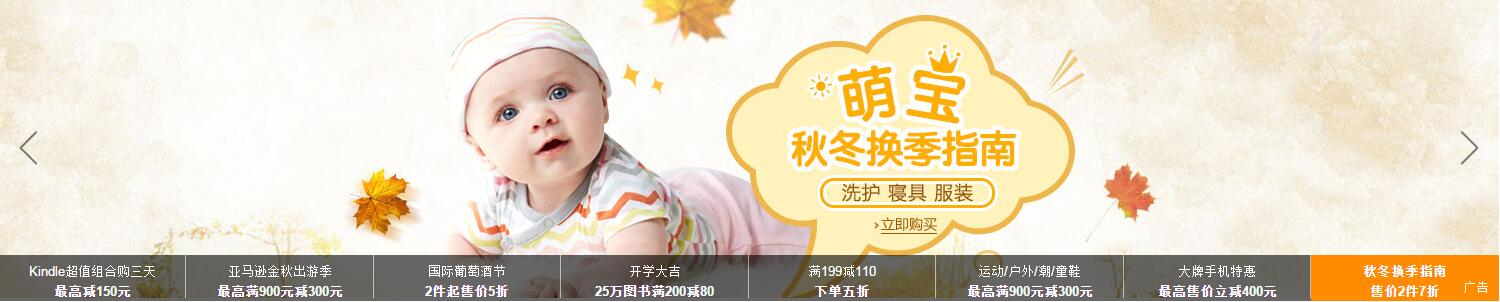 萌宝
秋冬换季指南
洗护 寝具 服装
›立即购买
Kindle超值组合购三天
最高减150元
亚马逊金秋出游季
最高满900元减300元
国际葡萄酒节
2件起售价5折
开学大吉
25万图书满200减80
满199减110
下单五折
运动/户外/潮/童鞋
最高满900元减300元
大牌手机特惠
最高售价立减400元
秋冬换季指南
售价2件7折
广告